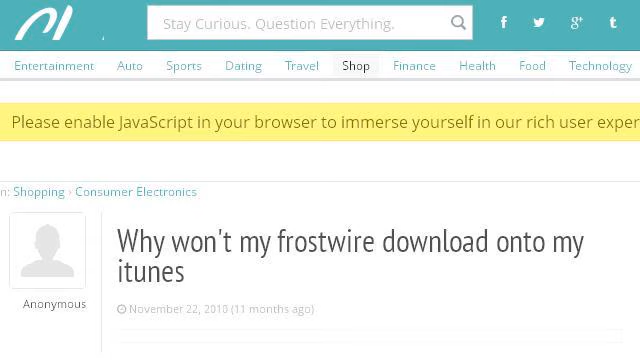 Stay Curious. Question Everything.
Entertainment Auto Sports Dating Travel Shop Finance Health Food Technology
Please enable JavaScript in your browser to immerse yourself in our rich user exper
n: Shopping › Consumer Electronics
Why won't my frostwire download onto my
itunes
Anonymous
November 22, 2010 (11 months ago)